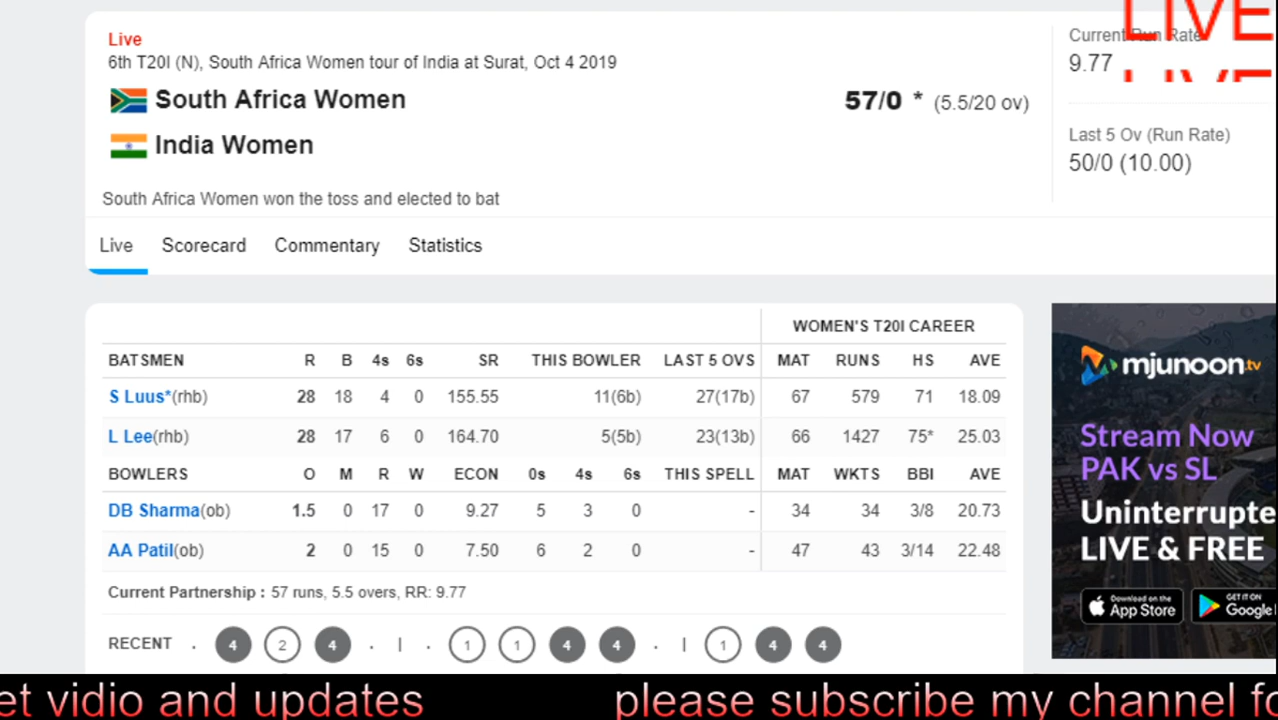 LIVE
Live
Current Run Rate
6th T20I (N), South Africa Women tour of India at Surat, Oct 4 2019
9.77
South Africa Women 57/0 * (5.5/20 ov)
Last 5 Ov (Run Rate)
India Women
50/0 (10.00)
South Africa Women won the toss and elected to bat
Live Scorecard Commentary Statistics
WOMEN'S T20I CAREER
BATSMEN R B 4s 6s SR THIS BOWLER LAST 5 OVS MAT RUNS HS AVE
S Luus*(rhb) 28 18 4 0 155.55 11(6b) 27(17b) 67 579 71 18.09
L Lee(rhb) 28 17 6 0 164.70 5(5b) 23(13b) 66 1427 75* 25.03
BOWLERS O M R W ECON 0s 4s 6s THIS SPELL MAT WKTS BBI AVE
DB Sharma(ob) 1.5 0 17 0 9.27 5 3 0 - 34 34 3/8 20.73
AA Patil(ob) 2 0 15 0 7.50 6 2 0 - 47 43 3/14 22.48
Current Partnership : 57 runs, 5.5 overs, RR: 9.77
RECENT . 4 2 4 . | . 1 1 4 4 . | 1 4 4
mjunoon.tv
Stream Now
PAK vs SL
Uninterrupte
LIVE & FREE
Download on the
App Store
GET IT ON
Google
et vidio and updates please subscribe my channel fo